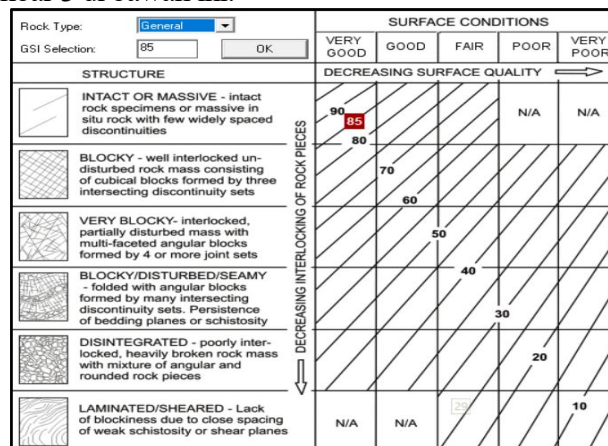 Rock Type: General
GSI Selection: 85 OK
SURFACE CONDITIONS
VERY GOOD
GOOD
FAIR
POOR
VERY POOR
STRUCTURE
DECREASING SURFACE QUALITY
INTACT OR MASSIVE - intact
rock specimens or massive in
situ rock with few widely spaced
discontinuities
BLOCKY - well interlocked un-
disturbed rock mass consisting
of cubical blocks formed by three
intersecting discontinuity sets
VERY BLOCKY- interlocked,
partially disturbed mass with
multi-faceted angular blocks
formed by 4 or more joint sets
BLOCKY/DISTURBED/SEAMY
- folded with angular blocks
formed by many intersecting
discontinuity sets. Persistence
of bedding planes or schistosity
DISINTEGRATED - poorly inter-
locked, heavily broken rock mass
with mixture of angular and
rounded rock pieces
LAMINATED/SHEARED - Lack
of blockiness due to close spacing
of weak schistosity or shear planes
DECREASING INTERLOCKING OF ROCK PIECES
90
85
80
N/A
N/A
70
60
50
40
30
20
29
10
N/A
N/A